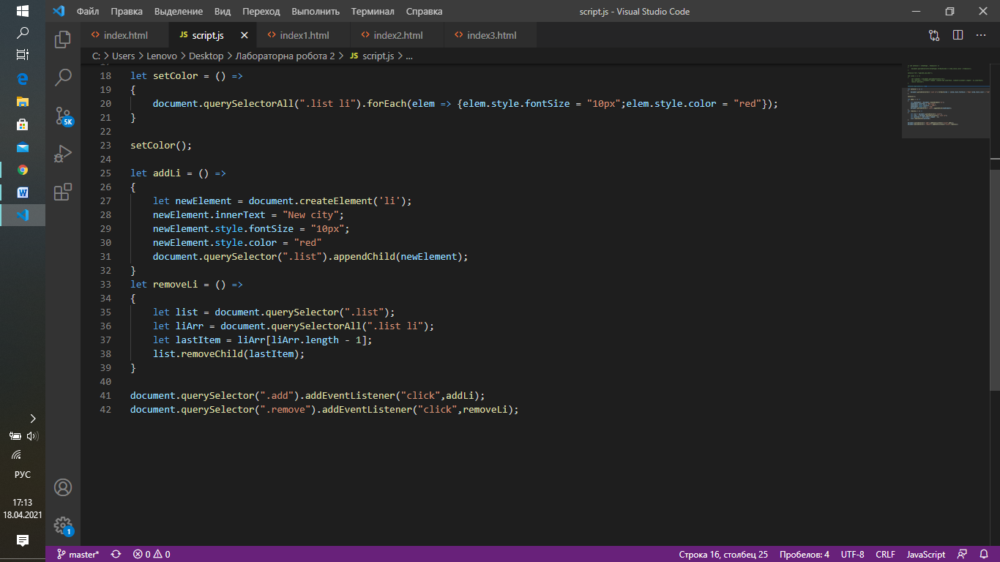 Файл Правка Выделение Вид Переход Выполнить Терминал Справка script.js - Visual Studio Code
index.html JS script.js index1.html index2.html index3.html
C: > Users > Lenovo > Desktop > Лабораторна робота 2 > JS script.js > ...
18 let setColor = () =>
19 {
20 document.querySelectorAll(".list li").forEach(elem => {elem.style.fontSize = "10px";elem.style.color = "red"});
21 }
22
23 setColor();
24
25 let addLi = () =>
26 {
27 let newElement = document.createElement('li');
28 newElement.innerText = "New city";
29 newElement.style.fontSize = "10px";
30 newElement.style.color = "red"
31 document.querySelector(".list").appendChild(newElement);
32 }
33 let removeLi = () =>
34 {
35 let list = document.querySelector(".list");
36 let liArr = document.querySelectorAll(".list li");
37 let lastItem = liArr[liArr.length - 1];
38 list.removeChild(lastItem);
39 }
40
41 document.querySelector(".add").addEventListener("click",addLi);
42 document.querySelector(".remove").addEventListener("click",removeLi);
5K
1
РУС
17:13
18.04.2021
master* 0 0 Строка 16, столбец 25 Пробелов: 4 UTF-8 CRLF JavaScript